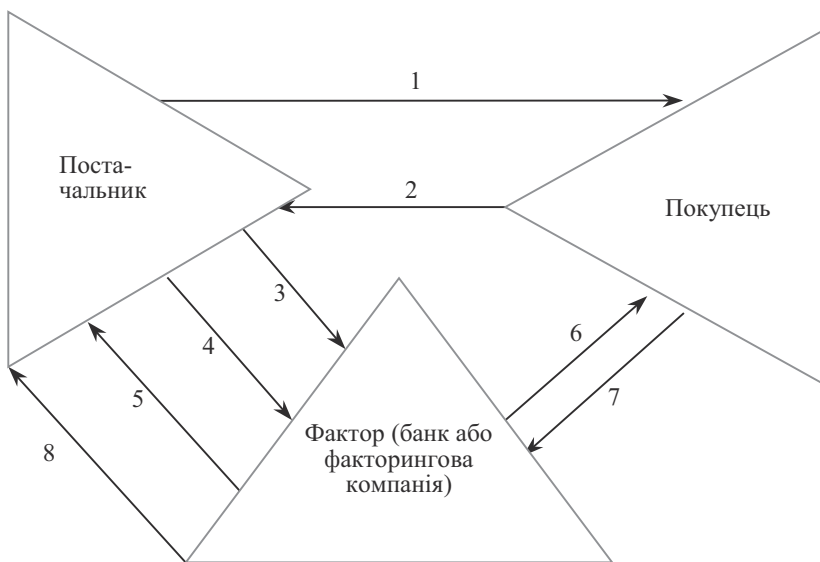 1
Поста-
чальник
2
Покупець
3
4
5
6
7
8
Фактор (банк або
факторингова
компанія)